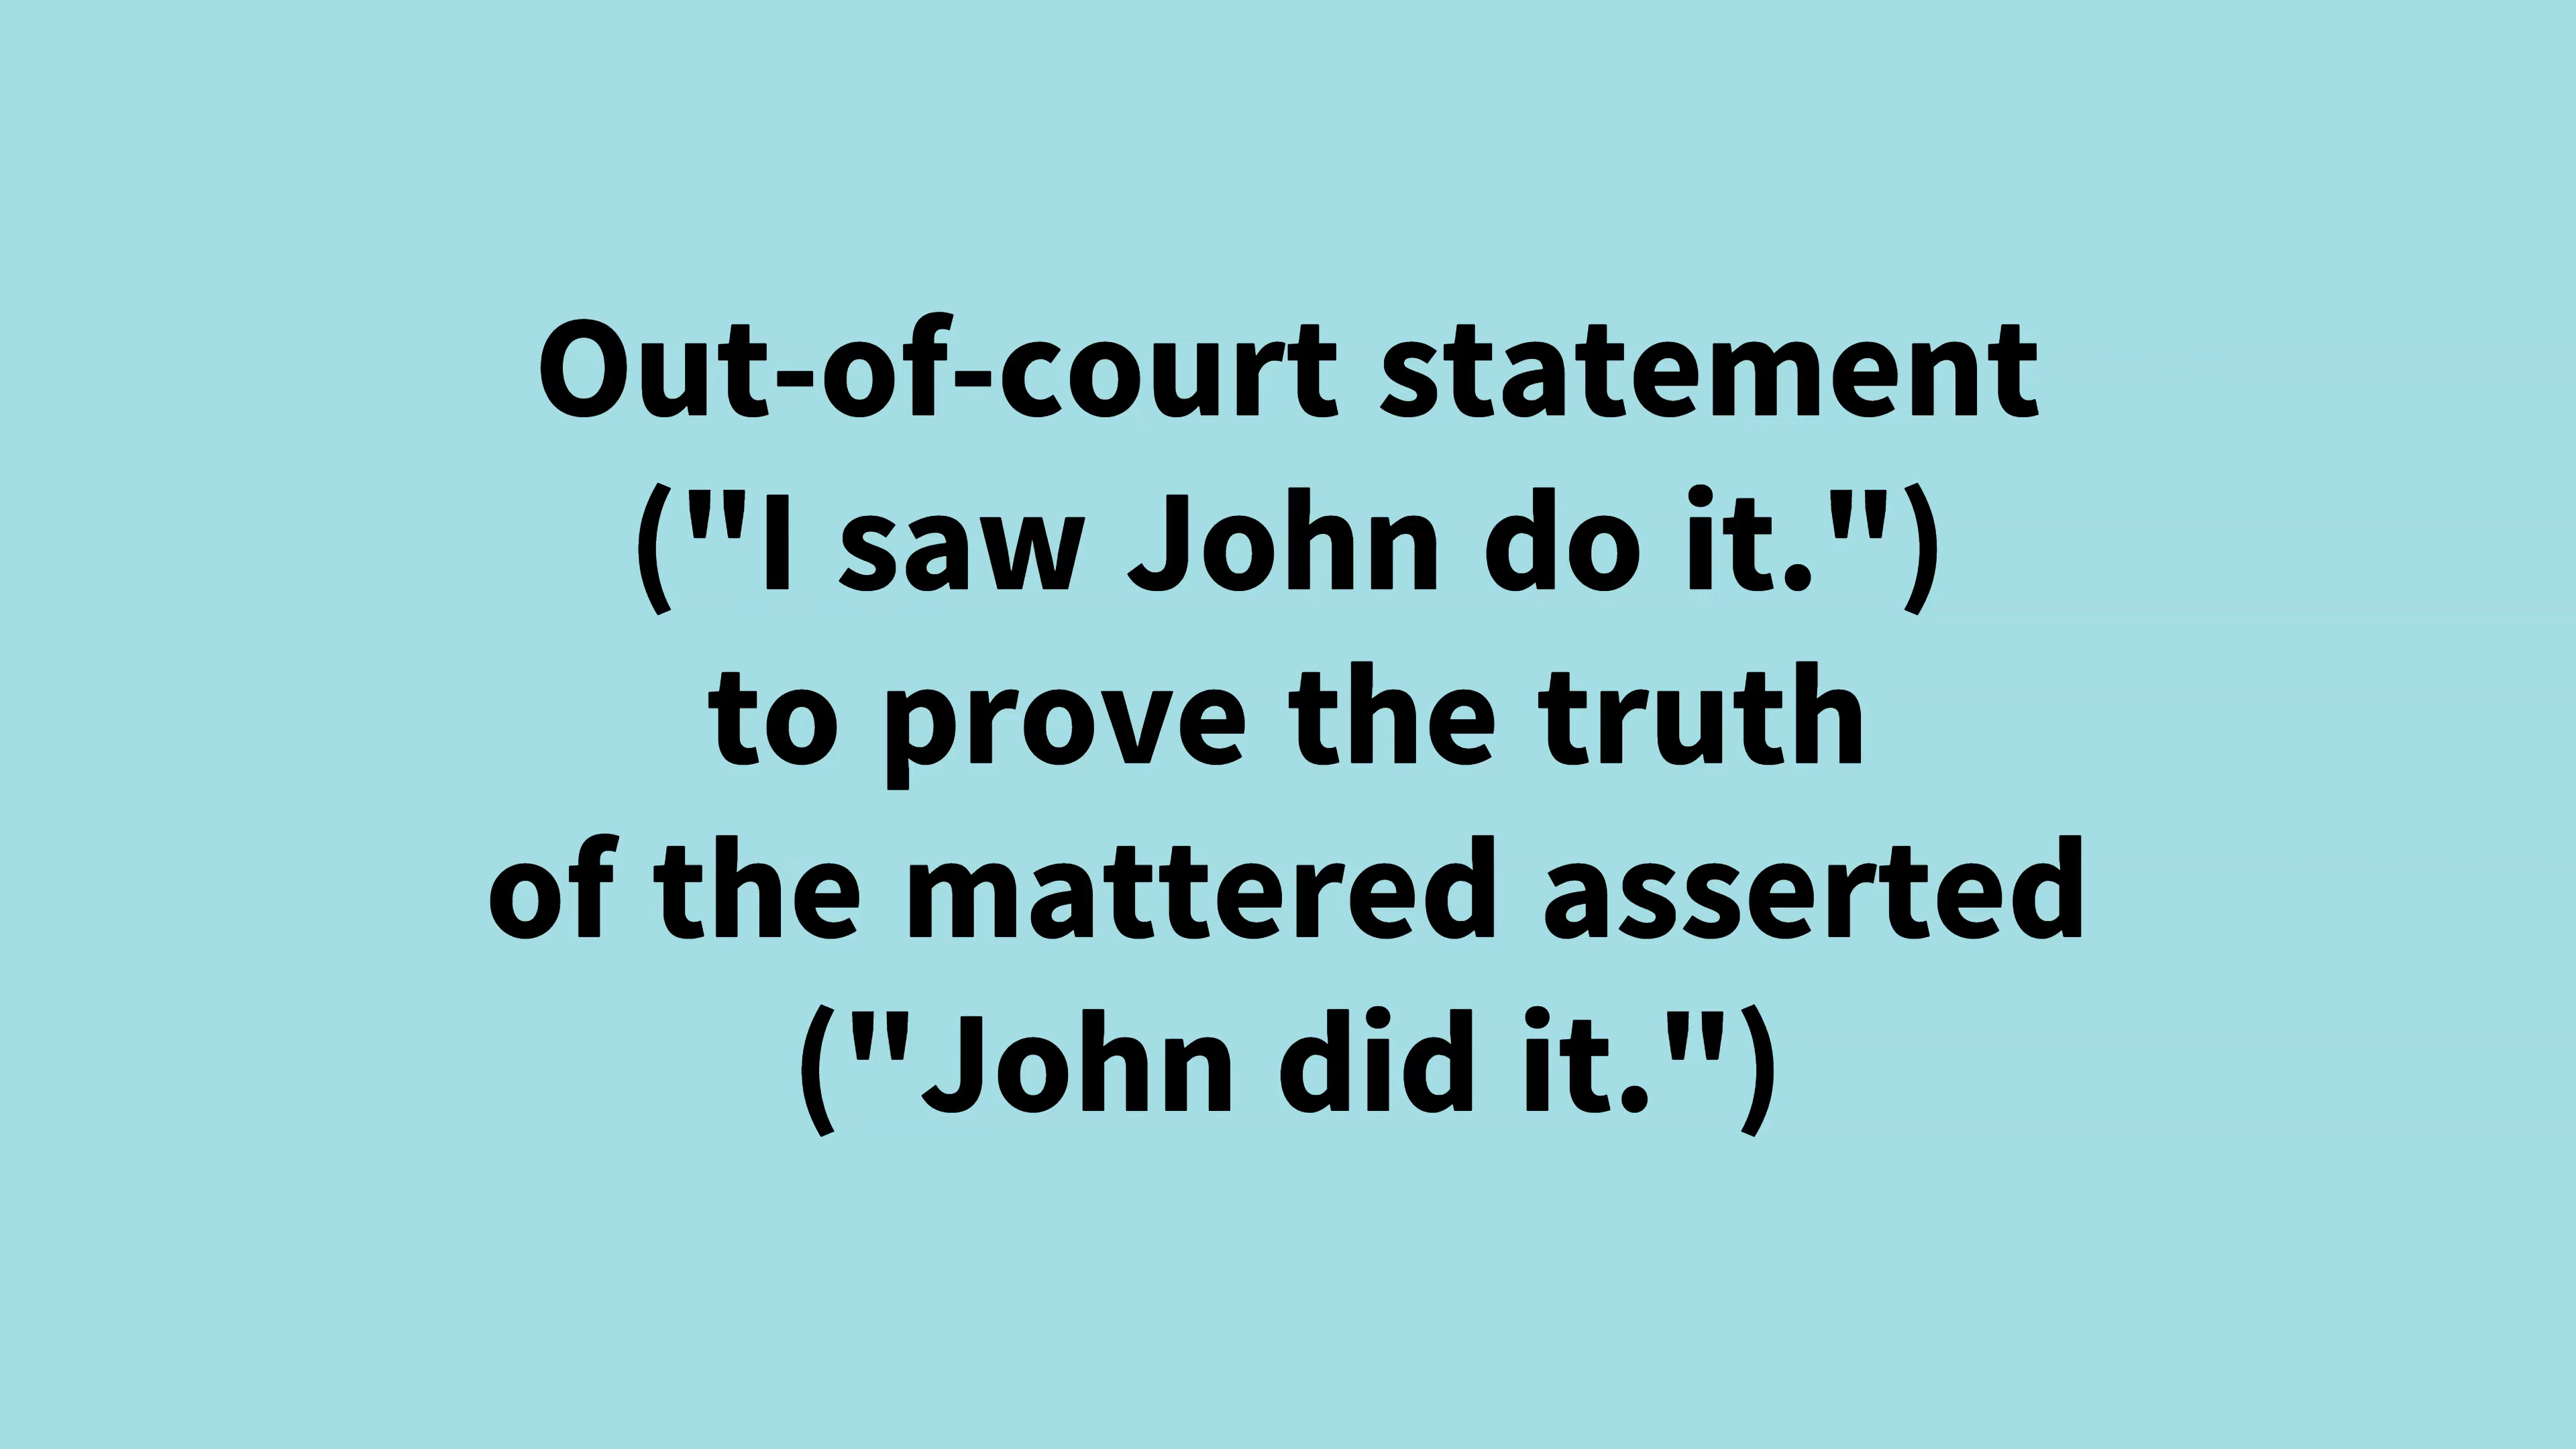 Out-of-court statement
("I saw John do it.")
to prove the truth
of the mattered asserted
("John did it.")